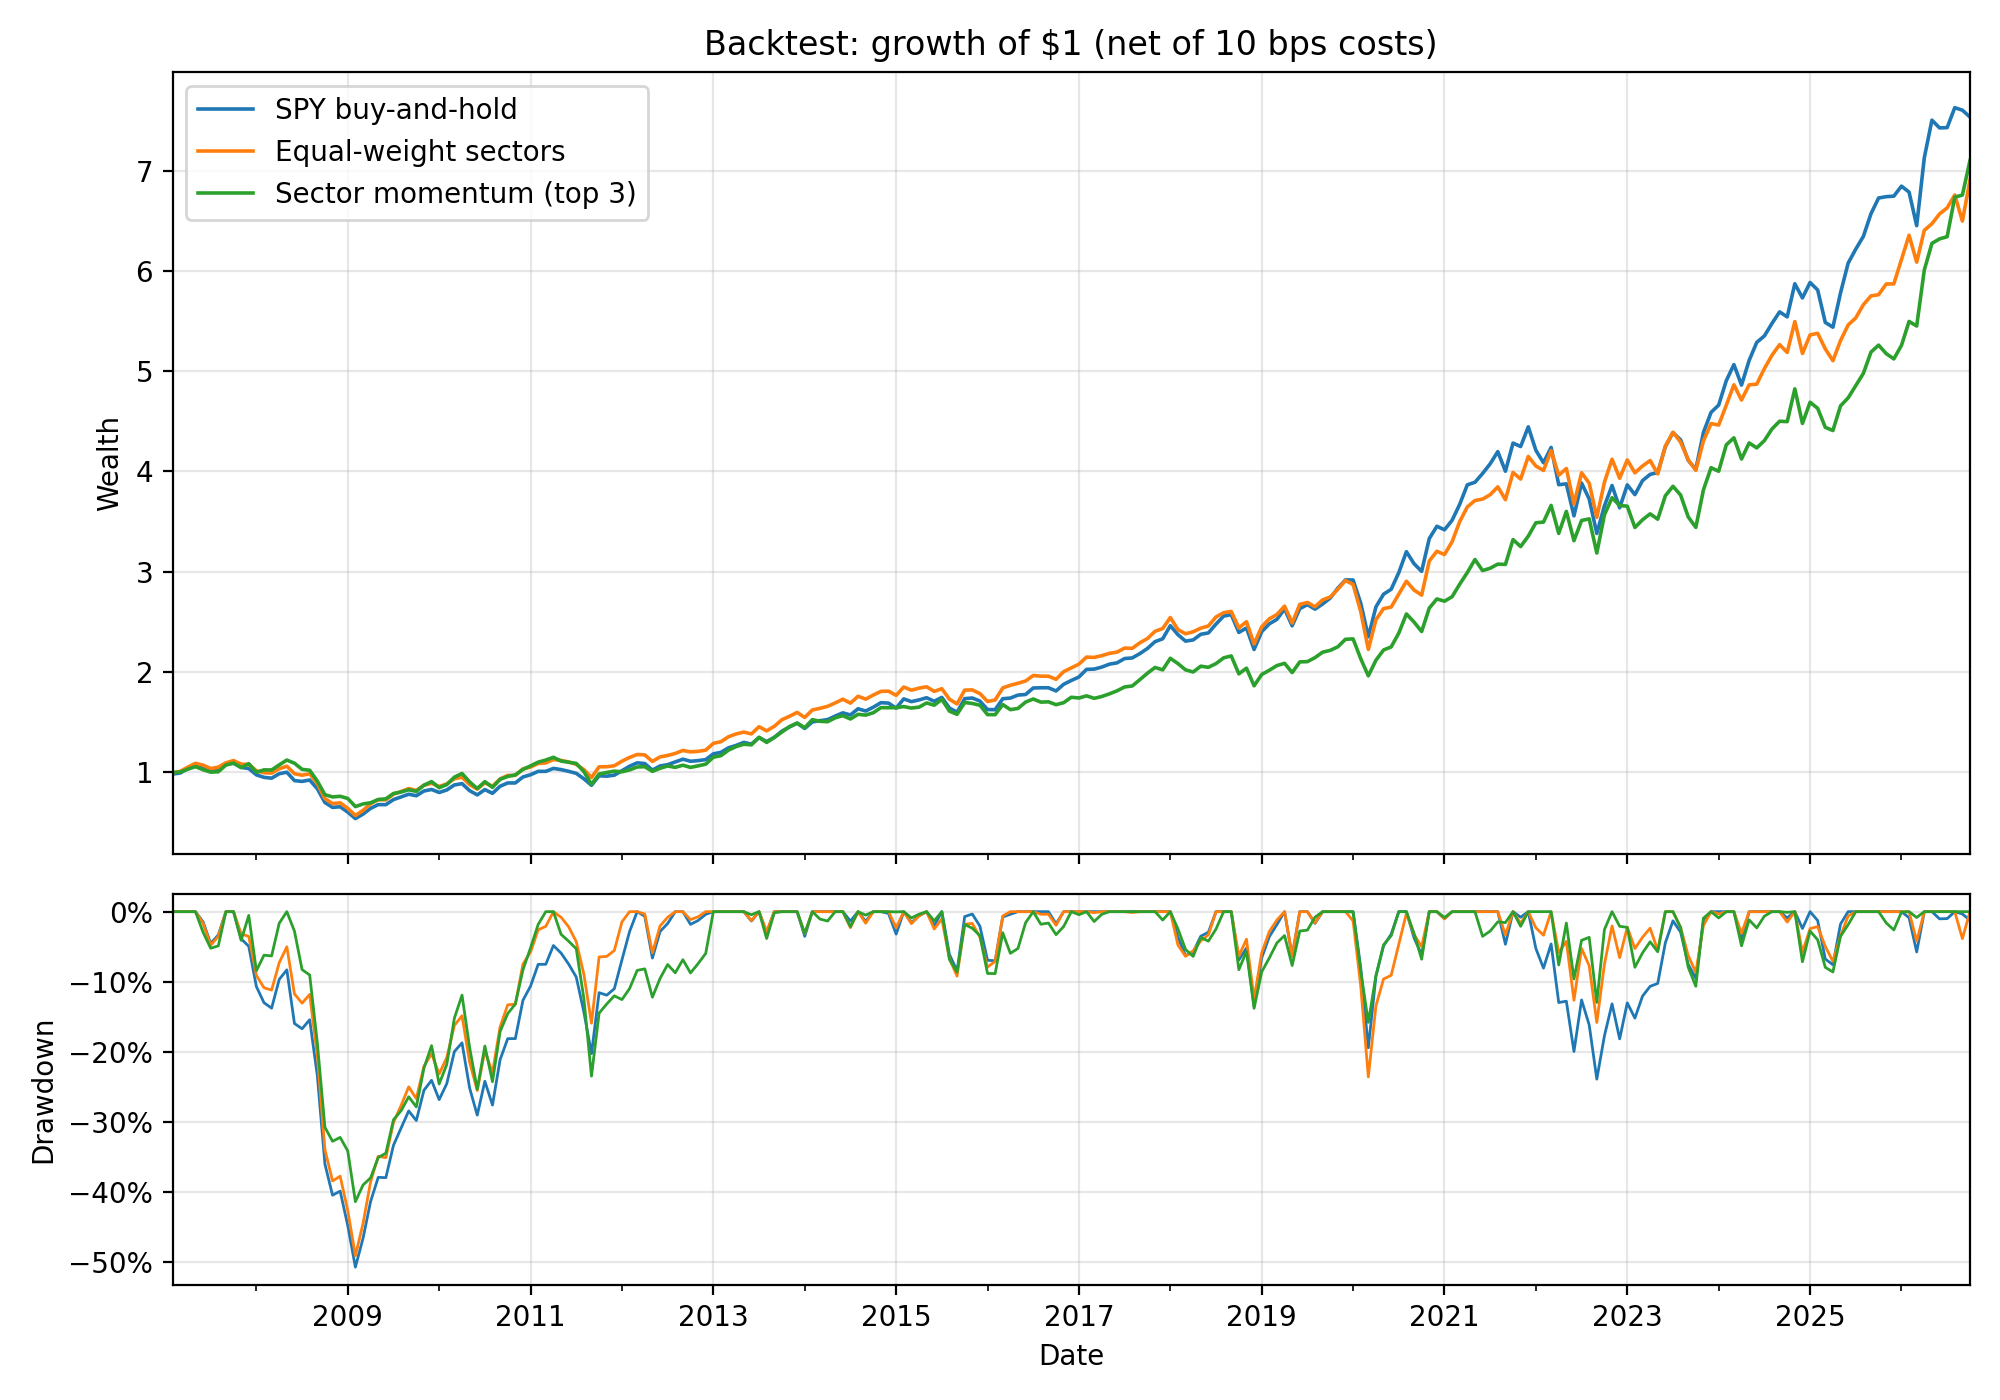 Backtest: growth of $1 (net of 10 bps costs)
SPY buy-and-hold
Equal-weight sectors
Sector momentum (top 3)
7
6
5
4
3
2
1
Wealth
0%
−10%
−20%
−30%
−40%
−50%
Drawdown
2009 2011 2013 2015 2017 2019 2021 2023 2025
Date